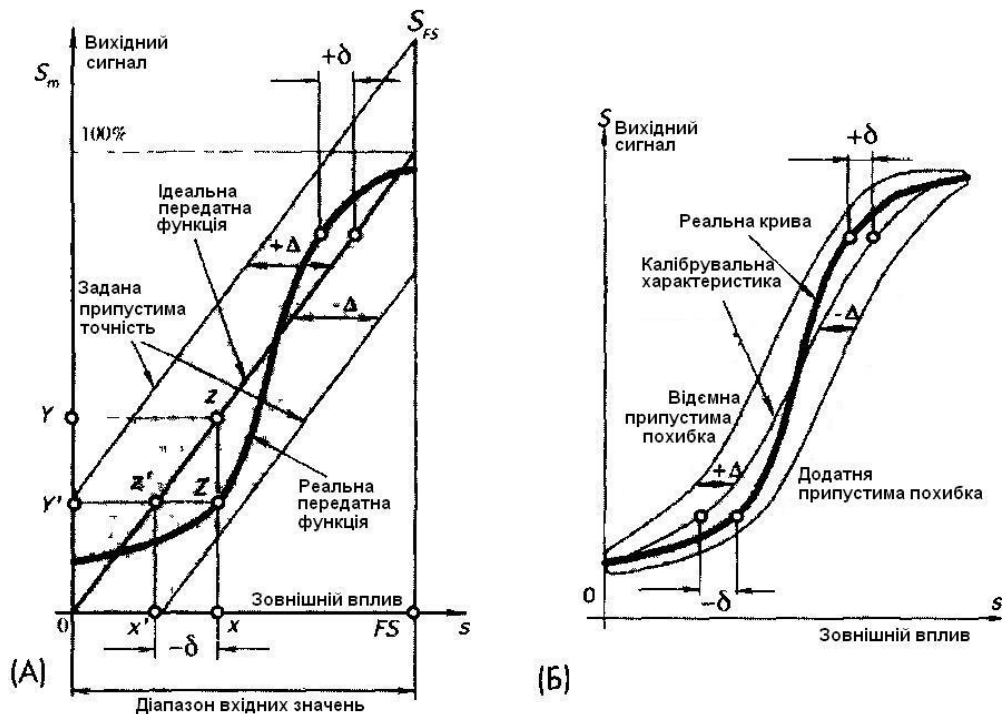 Вихідний
сигнал
S_m
S_FS
+δ
100%
Ідеальна
передатна
функція
+Δ
-Δ
Задана
припустима
точність
z
Y
z'
Z
Y'
Реальна
передатна
функція
Зовнішній вплив
0
x'
x
FS
s
-δ
(А)
Діапазон вхідних значень
S
Вихідний
сигнал
+δ
Реальна крива
Калібрувальна
характеристика
-Δ
Відємна
припустима
похибка
+Δ
Додатня
припустима похибка
0
-δ
s
Зовнішній вплив
(Б)